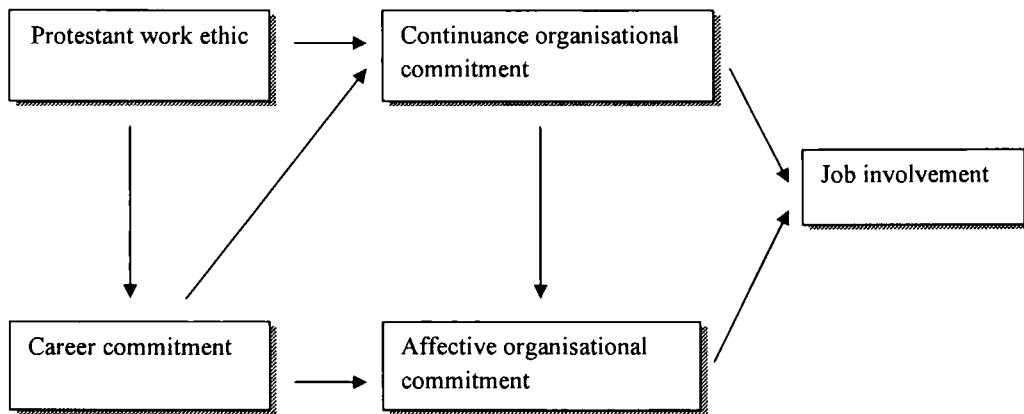 Protestant work ethic
Continuance organisational
commitment
Job involvement
Career commitment
Affective organisational
commitment